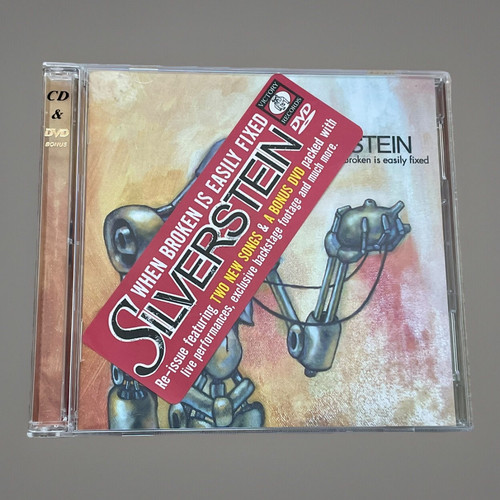 CD
&
DVD
BONUS
VICTORY
RECORDS
DVD
WHEN BROKEN IS EASILY FIXED
SILVERSTEIN
Re-issue featuring TWO NEW SONGS & A BONUS DVD packed with
live performances, exclusive backstage footage and much more.
STEIN
broken is easily fixed